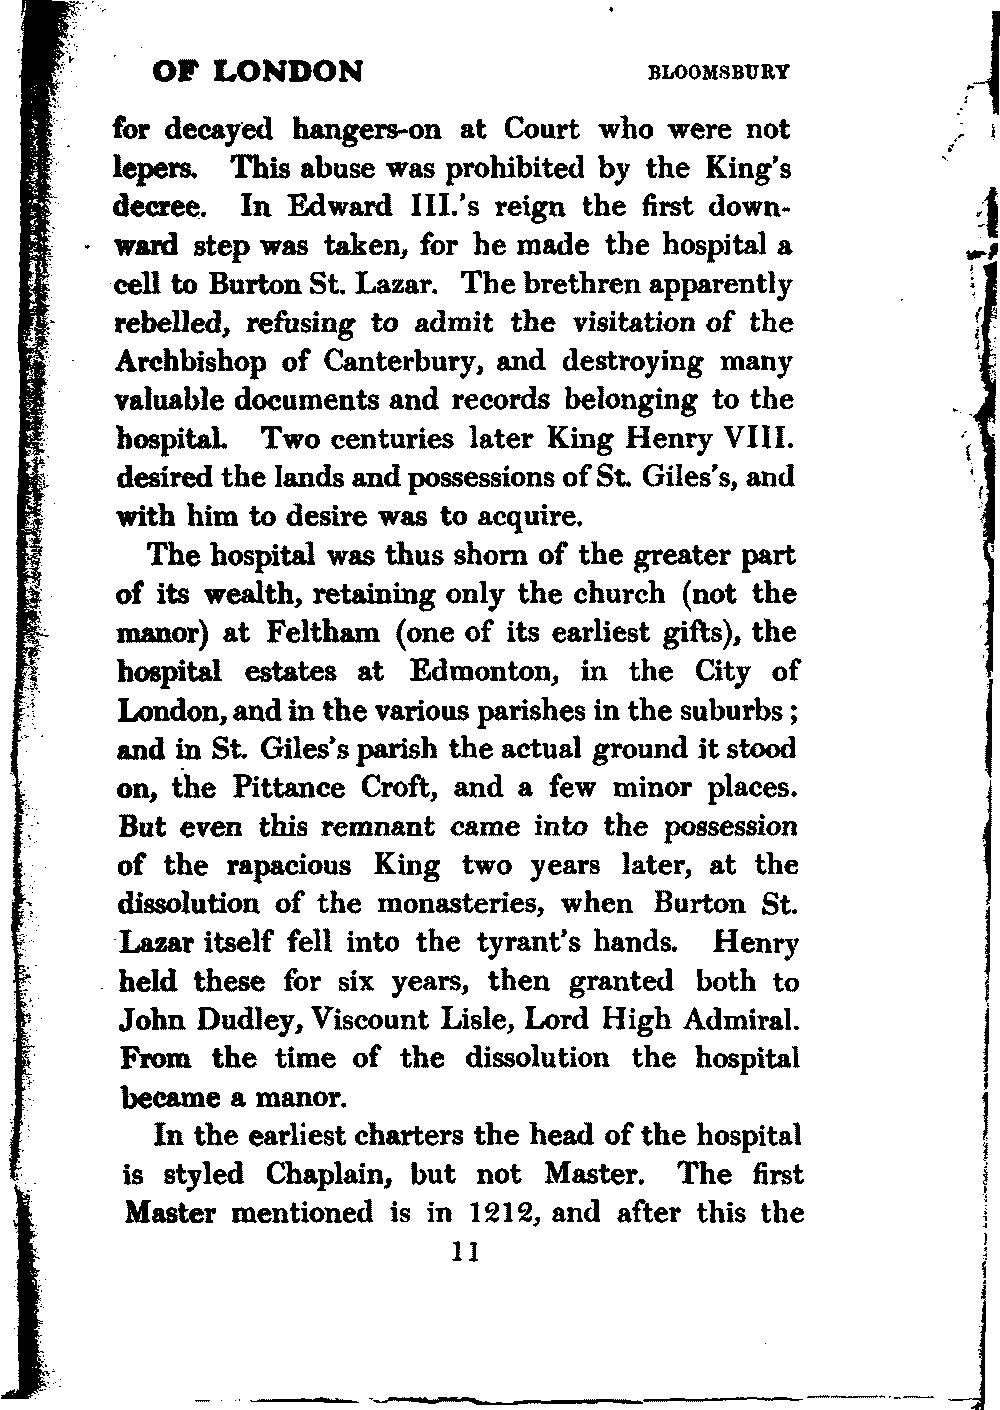 OF LONDON BLOOMSBURY
for decayed hangers-on at Court who were not
lepers. This abuse was prohibited by the King's
decree. In Edward III.'s reign the first down-
ward step was taken, for he made the hospital a
cell to Burton St. Lazar. The brethren apparently
rebelled, refusing to admit the visitation of the
Archbishop of Canterbury, and destroying many
valuable documents and records belonging to the
hospital. Two centuries later King Henry VIII.
desired the lands and possessions of St. Giles's, and
with him to desire was to acquire.
The hospital was thus shorn of the greater part
of its wealth, retaining only the church (not the
manor) at Feltham (one of its earliest gifts), the
hospital estates at Edmonton, in the City of
London, and in the various parishes in the suburbs;
and in St. Giles's parish the actual ground it stood
on, the Pittance Croft, and a few minor places.
But even this remnant came into the possession
of the rapacious King two years later, at the
dissolution of the monasteries, when Burton St.
Lazar itself fell into the tyrant's hands. Henry
held these for six years, then granted both to
John Dudley, Viscount Lisle, Lord High Admiral.
From the time of the dissolution the hospital
became a manor.
In the earliest charters the head of the hospital
is styled Chaplain, but not Master. The first
Master mentioned is in 1212, and after this the
11